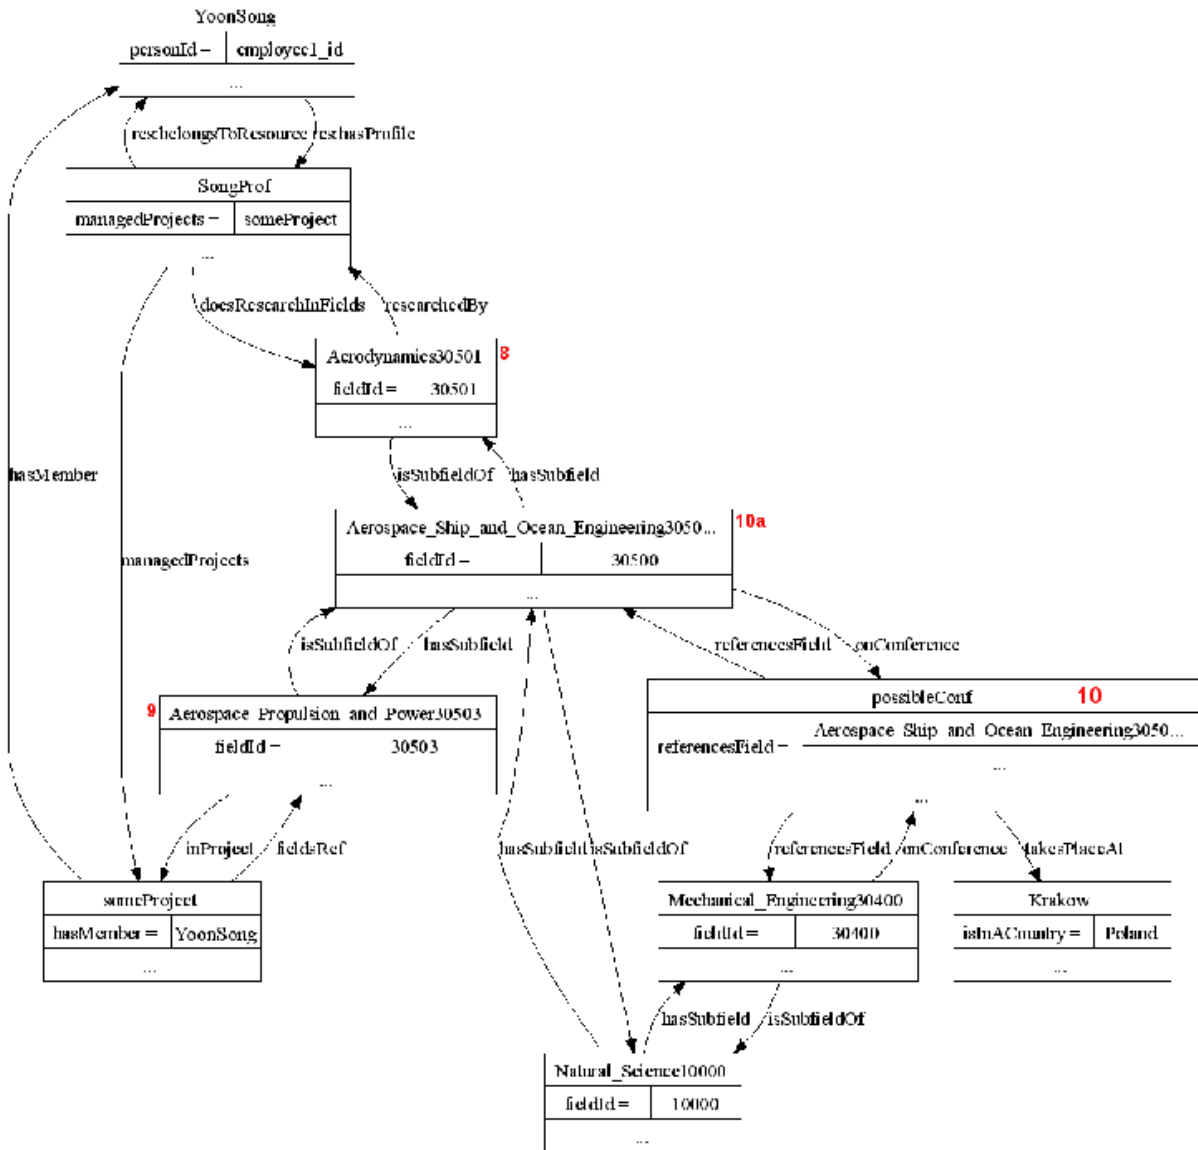 YoonSong
personId = employee1_id
...
resbelongsToResource reshasProfile
SongProf
managedProjects = someProject
...
doesResearchInFields researchedBy
Aerodynamics30501 8
fieldId = 30501
...
hasMember
isSubfieldOf hasSubfield
Aerospace_Ship_and_Ocean_Engineering3050... 10a
fieldId = 30500
...
managedProjects
isSubfieldOf hasSubfield
referencesField onConference
9 Aerospace_Propulsion_and_Power30503
fieldId = 30503
...
possibleConf 10
referencesField = Aerospace_Ship_and_Ocean_Engineering3050...
...
...
inProject fieldsRef
hasSubfield isSubfieldOf
referencesField onConference takesPlaceAt
someProject
hasMember = YoonSong
...
Mechanical_Engineering30400
fieldId = 30400
...
Krakow
isInACountry = Poland
...
hasSubfield isSubfieldOf
Natural_Science10000
fieldId = 10000
...